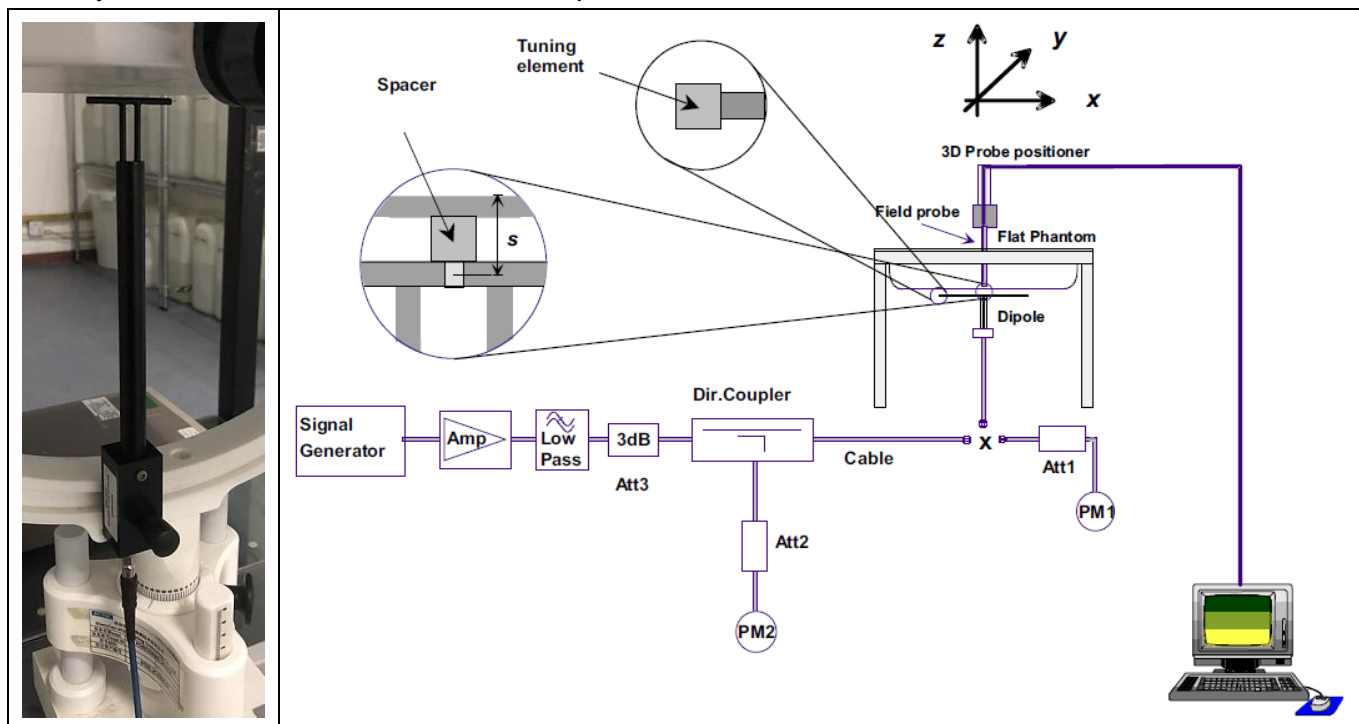 Tuning
element
Spacer
s
z
y
x
3D Probe positioner
Field probe
Flat Phantom
Dipole
Signal
Generator
Amp
Low
Pass
3dB
Att3
Dir.Coupler
Cable
x
Att1
PM1
Att2
PM2